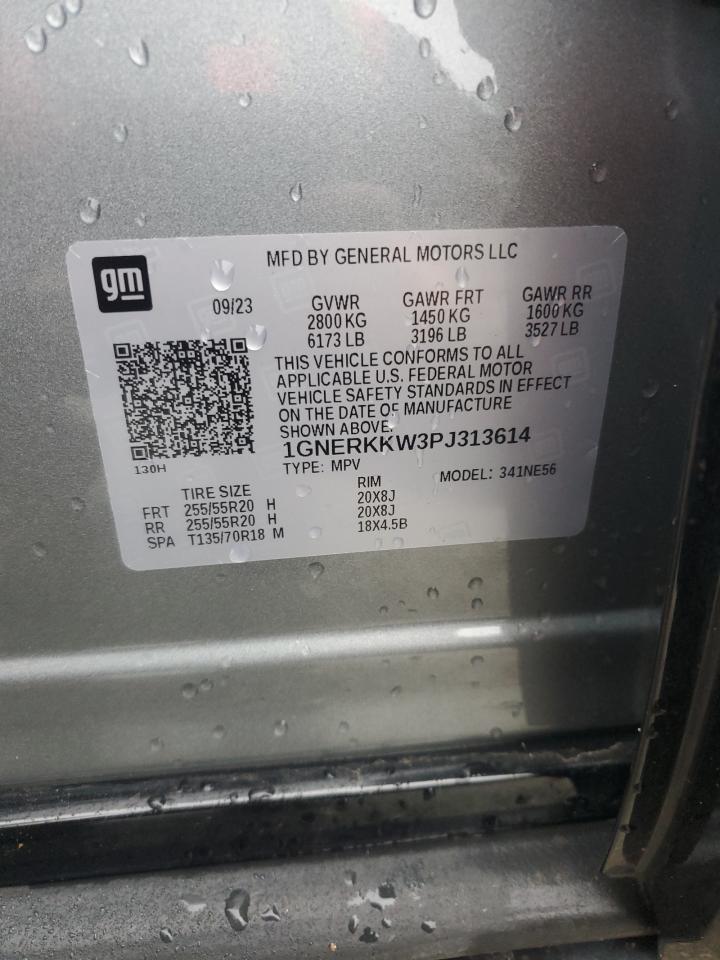 gm
MFD BY GENERAL MOTORS LLC
09/23
GVWR GAWR FRT GAWR RR
2800 KG 1450 KG 1600 KG
6173 LB 3196 LB 3527 LB
THIS VEHICLE CONFORMS TO ALL
APPLICABLE U.S. FEDERAL MOTOR
VEHICLE SAFETY STANDARDS IN EFFECT
ON THE DATE OF MANUFACTURE
SHOWN ABOVE.
1GNERKKW3PJ313614
130H
TYPE: MPV MODEL: 341NE56
TIRE SIZE RIM
FRT 255/55R20 H 20X8J
RR 255/55R20 H 20X8J
SPA T135/70R18 M 18X4.5B